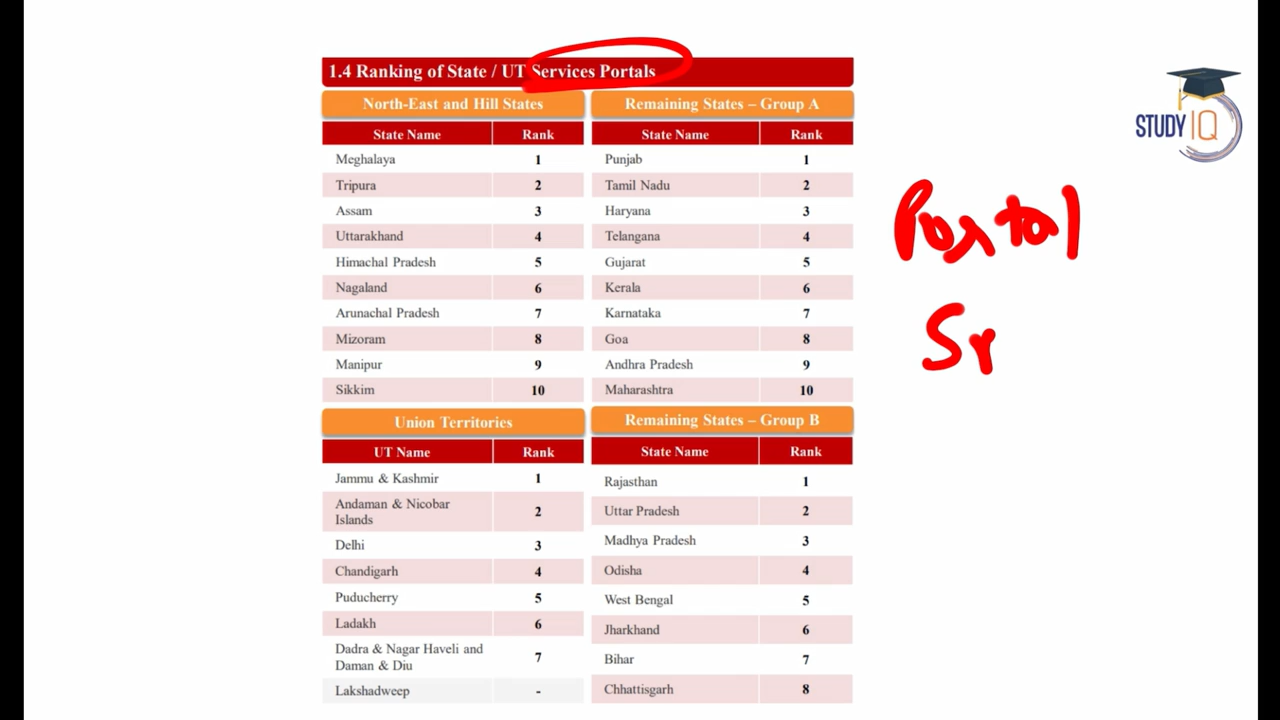 1.4 Ranking of State / UT Services Portals
North-East and Hill States
State Name Rank
Meghalaya 1
Tripura 2
Assam 3
Uttarakhand 4
Himachal Pradesh 5
Nagaland 6
Arunachal Pradesh 7
Mizoram 8
Manipur 9
Sikkim 10
Remaining States – Group A
State Name Rank
Punjab 1
Tamil Nadu 2
Haryana 3
Telangana 4
Gujarat 5
Kerala 6
Karnataka 7
Goa 8
Andhra Pradesh 9
Maharashtra 10
Union Territories
UT Name Rank
Jammu & Kashmir 1
Andaman & Nicobar
Islands 2
Delhi 3
Chandigarh 4
Puducherry 5
Ladakh 6
Dadra & Nagar Haveli and
Daman & Diu 7
Lakshadweep -
Remaining States – Group B
State Name Rank
Rajasthan 1
Uttar Pradesh 2
Madhya Pradesh 3
Odisha 4
West Bengal 5
Jharkhand 6
Bihar 7
Chhattisgarh 8
STUDY IQ
Portal
Sr